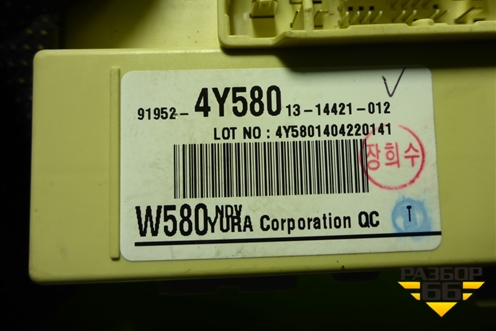 91952-4Y580 13-14421-012
LOT NO : 4Y5801404220141
장희수
NDV
W580 YURA Corporation QC T
РАЗБОР
66